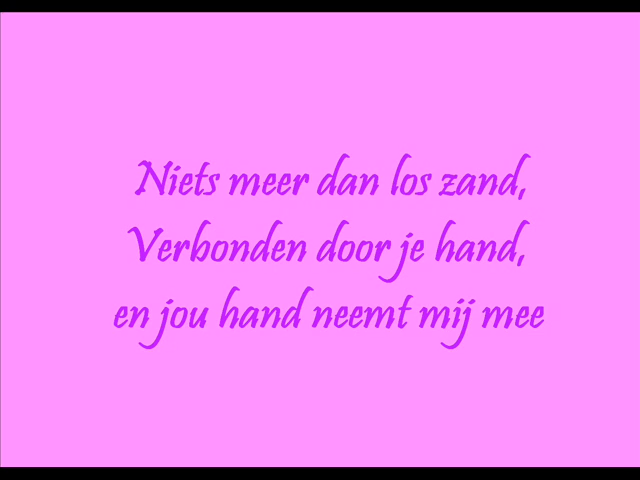 Niets meer dan los zand,
Verbonden door je hand,
en jou hand neemt mij mee